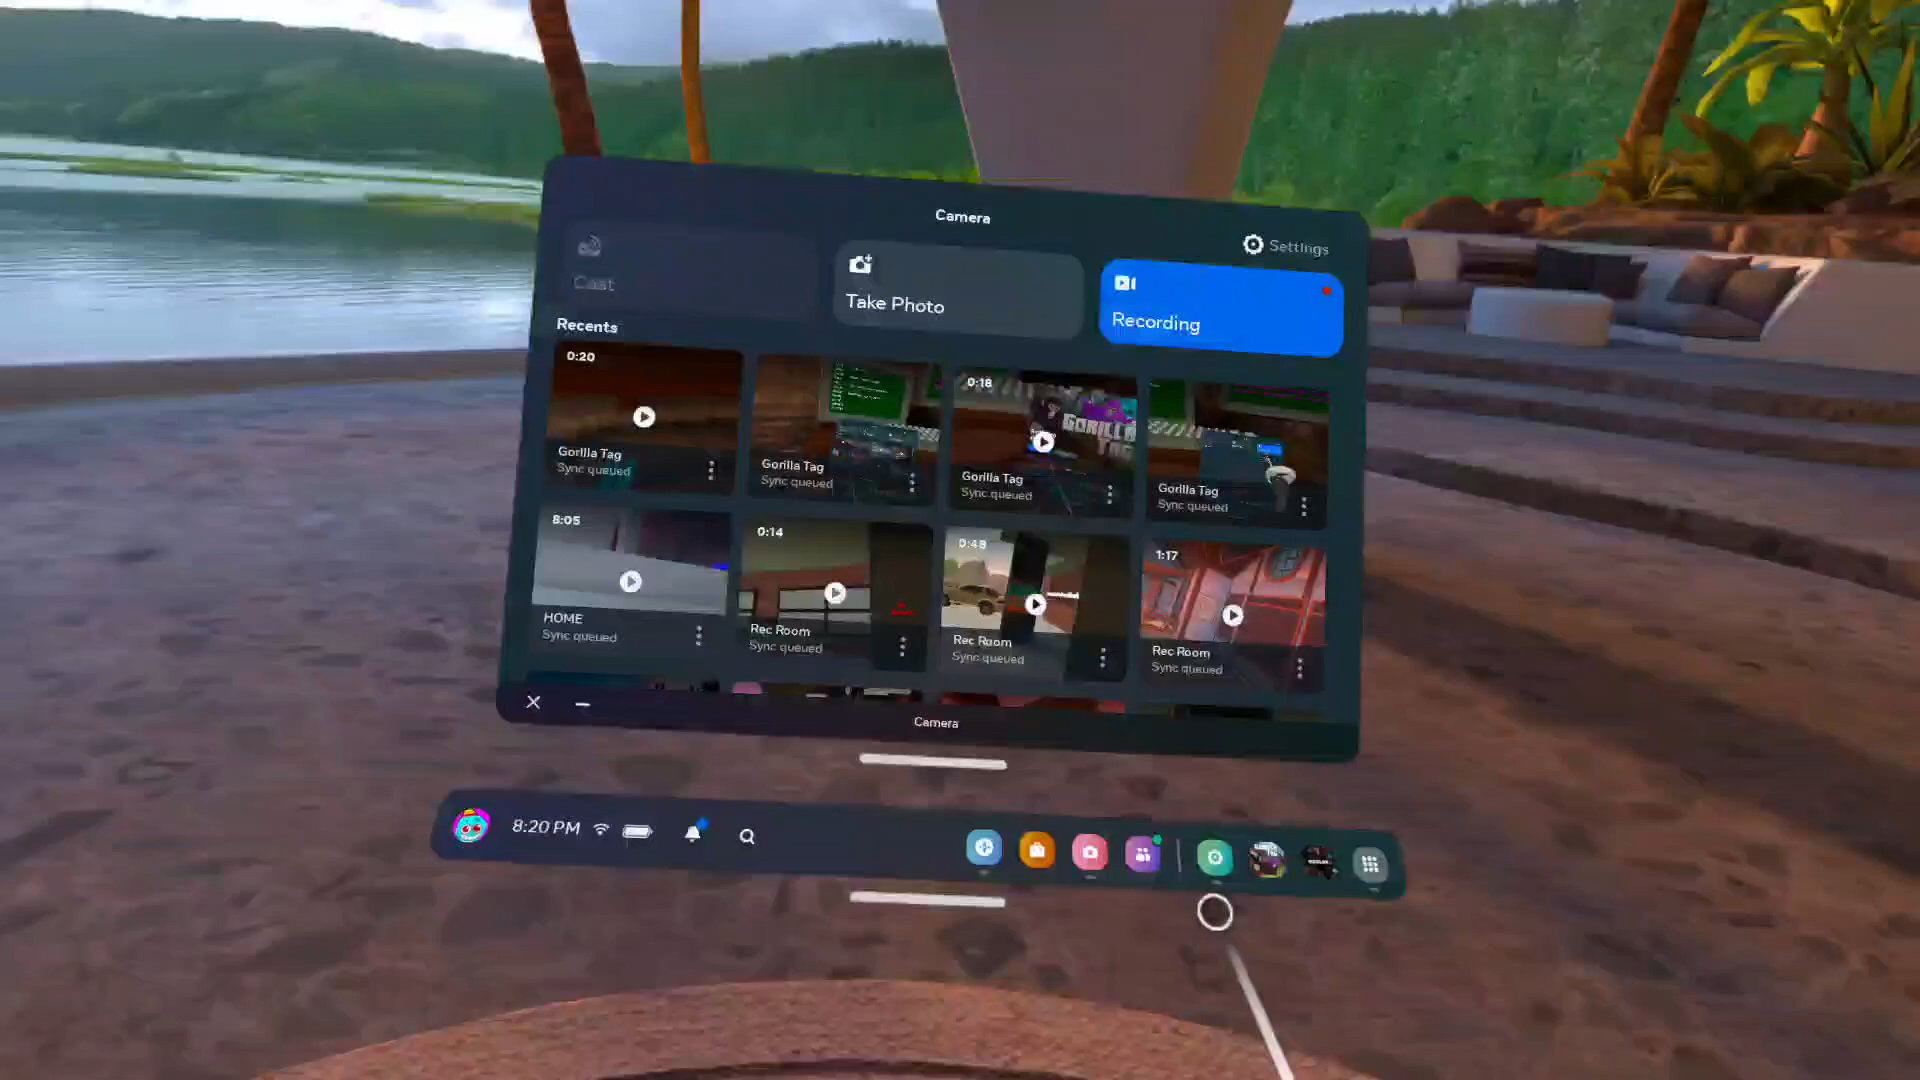 Camera
Settings
Cast
Take Photo
Recording
Recents
0:20
0:18
GORILLA
TAG
Gorilla Tag
Sync queued
Gorilla Tag
Sync queued
Gorilla Tag
Sync queued
Gorilla Tag
Sync queued
8:05
0:14
0:48
1:17
HOME
Sync queued
Rec Room
Sync queued
Rec Room
Sync queued
Rec Room
Sync queued
Camera
8:20 PM